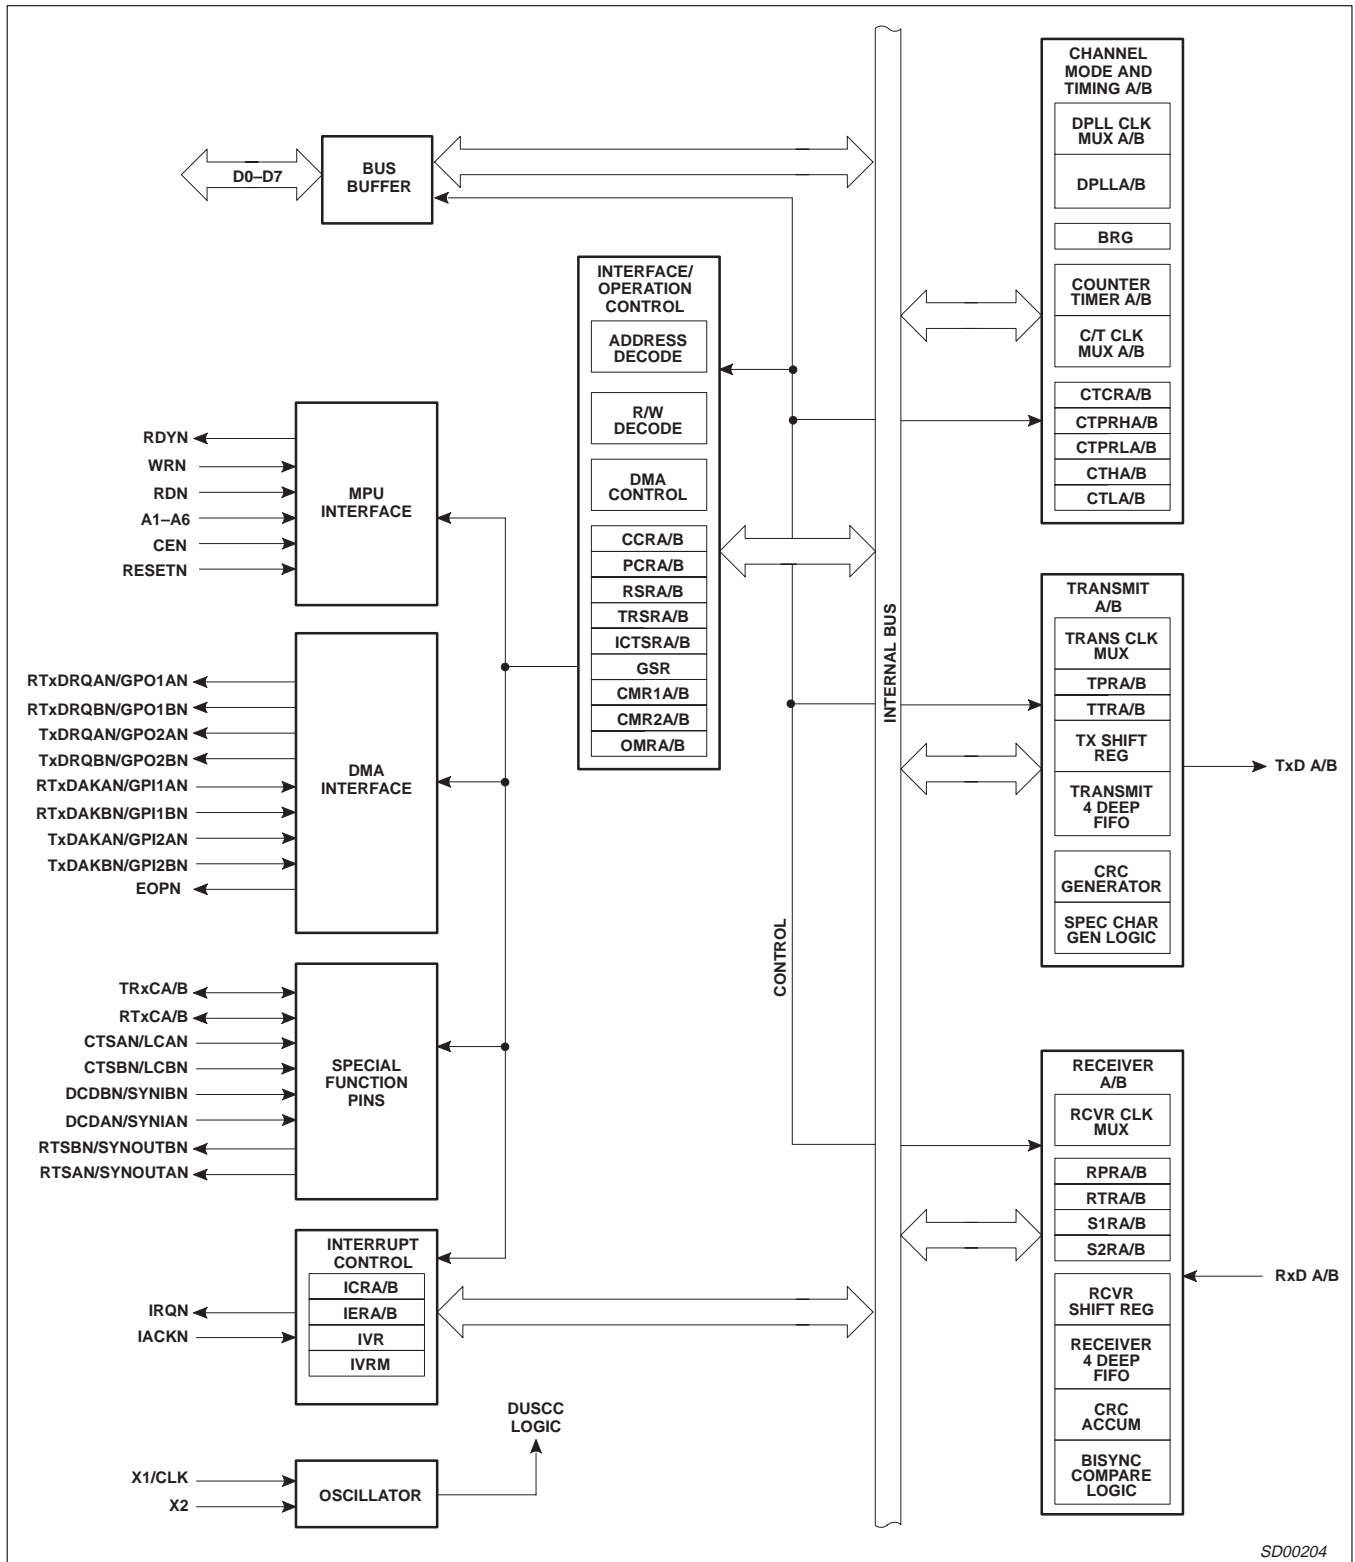 D0–D7
BUS
BUFFER
INTERFACE/
OPERATION
CONTROL
ADDRESS
DECODE
R/W
DECODE
DMA
CONTROL
CCRA/B
PCRA/B
RSRA/B
TRSRA/B
ICTSRA/B
GSR
CMR1A/B
CMR2A/B
OMRA/B
RDYN
WRN
RDN
A1–A6
CEN
RESETN
MPU
INTERFACE
RTxDRQAN/GPO1AN
RTxDRQBN/GPO1BN
TxDRQAN/GPO2AN
TxDRQBN/GPO2BN
RTxDAKAN/GPI1AN
RTxDAKBN/GPI1BN
TxDAKAN/GPI2AN
TxDAKBN/GPI2BN
EOPN
DMA
INTERFACE
TRxCA/B
RTxCA/B
CTSAN/LCAN
CTSBN/LCBN
DCDBN/SYNIBN
DCDAN/SYNIAN
RTSBN/SYNOUTBN
RTSAN/SYNOUTAN
SPECIAL
FUNCTION
PINS
IRQN
IACKN
INTERRUPT
CONTROL
ICRA/B
IERA/B
IVR
IVRM
X1/CLK
X2
OSCILLATOR
DUSCC
LOGIC
CONTROL
INTERNAL BUS
CHANNEL
MODE AND
TIMING A/B
DPLL CLK
MUX A/B
DPLLA/B
BRG
COUNTER
TIMER A/B
C/T CLK
MUX A/B
CTCRA/B
CTPRHA/B
CTPRLA/B
CTHA/B
CTLA/B
TRANSMIT
A/B
TRANS CLK
MUX
TPRA/B
TTRA/B
TX SHIFT
REG
TRANSMIT
4 DEEP
FIFO
CRC
GENERATOR
SPEC CHAR
GEN LOGIC
TxD A/B
RECEIVER
A/B
RCVR CLK
MUX
RPRA/B
RTRA/B
S1RA/B
S2RA/B
RCVR
SHIFT REG
RECEIVER
4 DEEP
FIFO
CRC
ACCUM
BISYNC
COMPARE
LOGIC
RxD A/B
SD00204